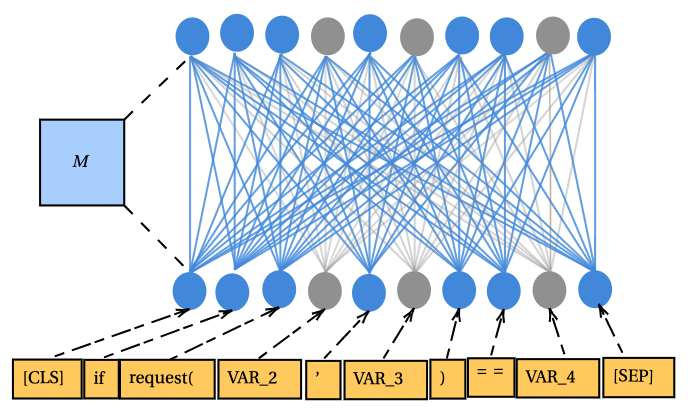 M
[CLS] if request( VAR_2 ' VAR_3 ) == VAR_4 [SEP]